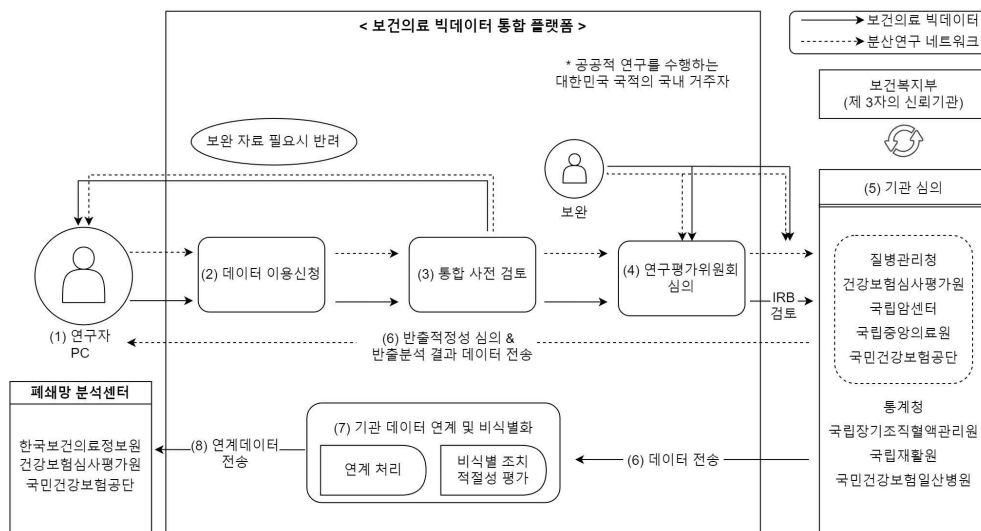 < 보건의료 빅데이터 통합 플랫폼 >
보건의료 빅데이터
분산연구 네트워크
* 공공적 연구를 수행하는
대한민국 국적의 국내 거주자
보건복지부
(제 3자의 신뢰기관)
보완 자료 필요시 반려
보완
(5) 기관 심의
(1) 연구자
PC
(2) 데이터 이용신청
(3) 통합 사전 검토
(4) 연구평가위원회
심의
IRB
검토
질병관리청
건강보험심사평가원
국립암센터
국립중앙의료원
국민건강보험공단
(6) 반출적정성 심의 &
반출분석 결과 데이터 전송
폐쇄망 분석센터
한국보건의료정보원
건강보험심사평가원
국민건강보험공단
(8) 연계데이터
전송
(7) 기관 데이터 연계 및 비식별화
연계 처리
비식별 조치
적절성 평가
(6) 데이터 전송
통계청
국립장기조직혈액관리원
국립재활원
국민건강보험일산병원